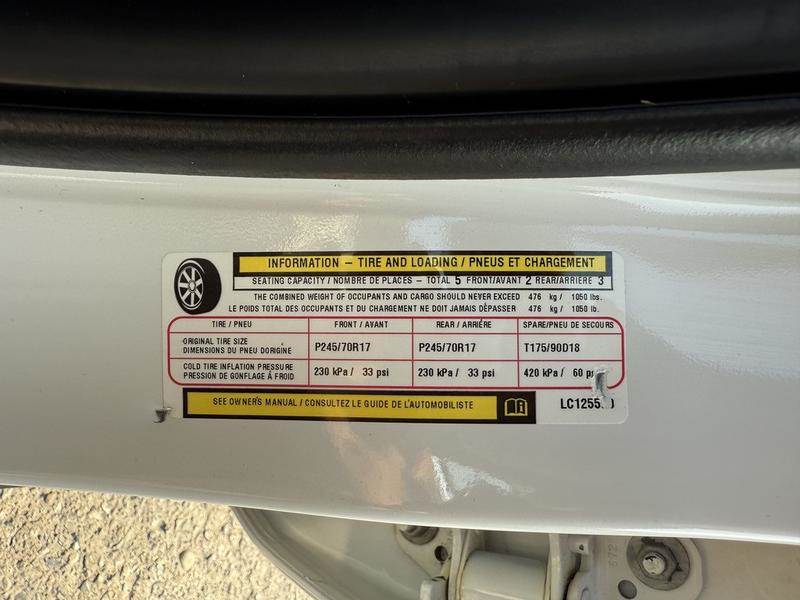 INFORMATION – TIRE AND LOADING / PNEUS ET CHARGEMENT
SEATING CAPACITY / NOMBRE DE PLACES – TOTAL 5 FRONT/AVANT 2 REAR/ARRIÈRE 3
THE COMBINED WEIGHT OF OCCUPANTS AND CARGO SHOULD NEVER EXCEED 476 kg / 1050 lbs.
LE POIDS TOTAL DES OCCUPANTS ET DU CHARGEMENT NE DOIT JAMAIS DÉPASSER 476 kg / 1050 lb.
TIRE / PNEU FRONT / AVANT REAR / ARRIÉRE SPARE/PNEU DE SECOURS
ORIGINAL TIRE SIZE
DIMENSIONS DU PNEU DORIGINE P245/70R17 P245/70R17 T175/90D18
COLD TIRE INFLATION PRESSURE
PRESSION DE GONFLAGE À FROID 230 kPa / 33 psi 230 kPa / 33 psi 420 kPa / 60
SEE OWNER'S MANUAL / CONSULTEZ LE GUIDE DE L'AUTOMOBILISTE
572